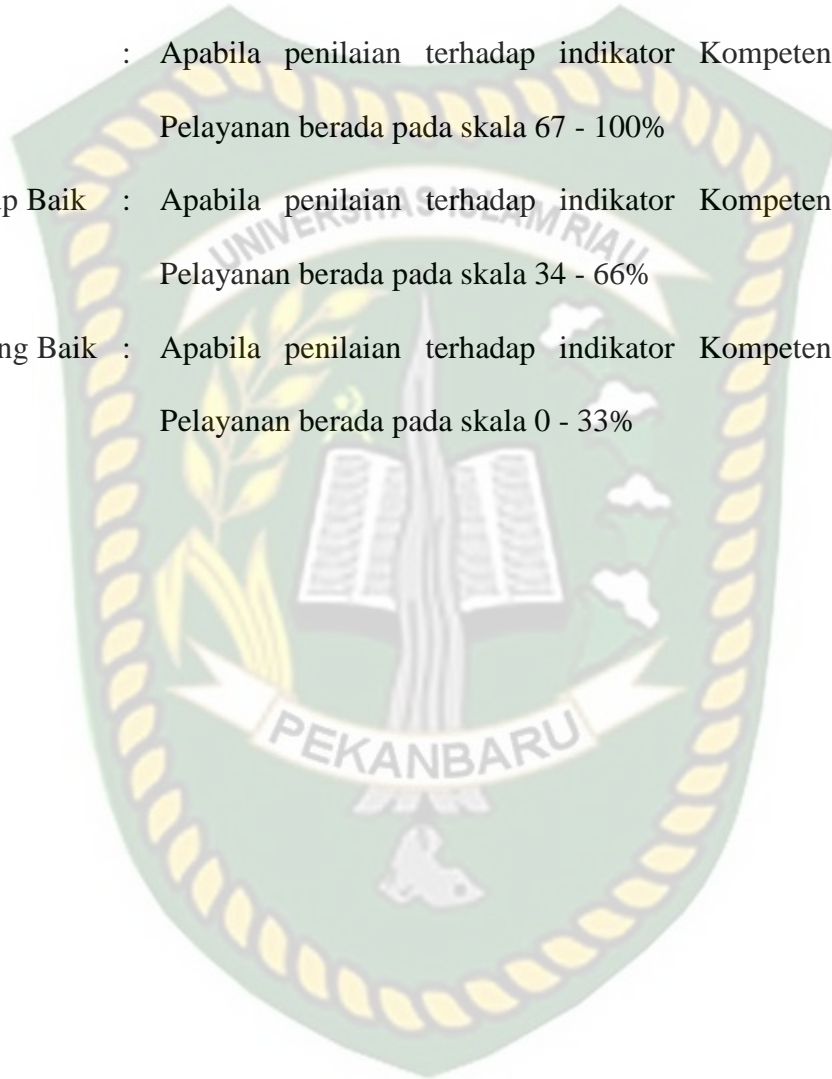 : Apabila penilaian terhadap indikator Kompeten
Pelayanan berada pada skala 67 - 100%
p Baik : Apabila penilaian terhadap indikator Kompeten
Pelayanan berada pada skala 34 - 66%
ng Baik : Apabila penilaian terhadap indikator Kompeten
Pelayanan berada pada skala 0 - 33%
UNIVERSITAS ISLAM RIAU
PEKANBARU